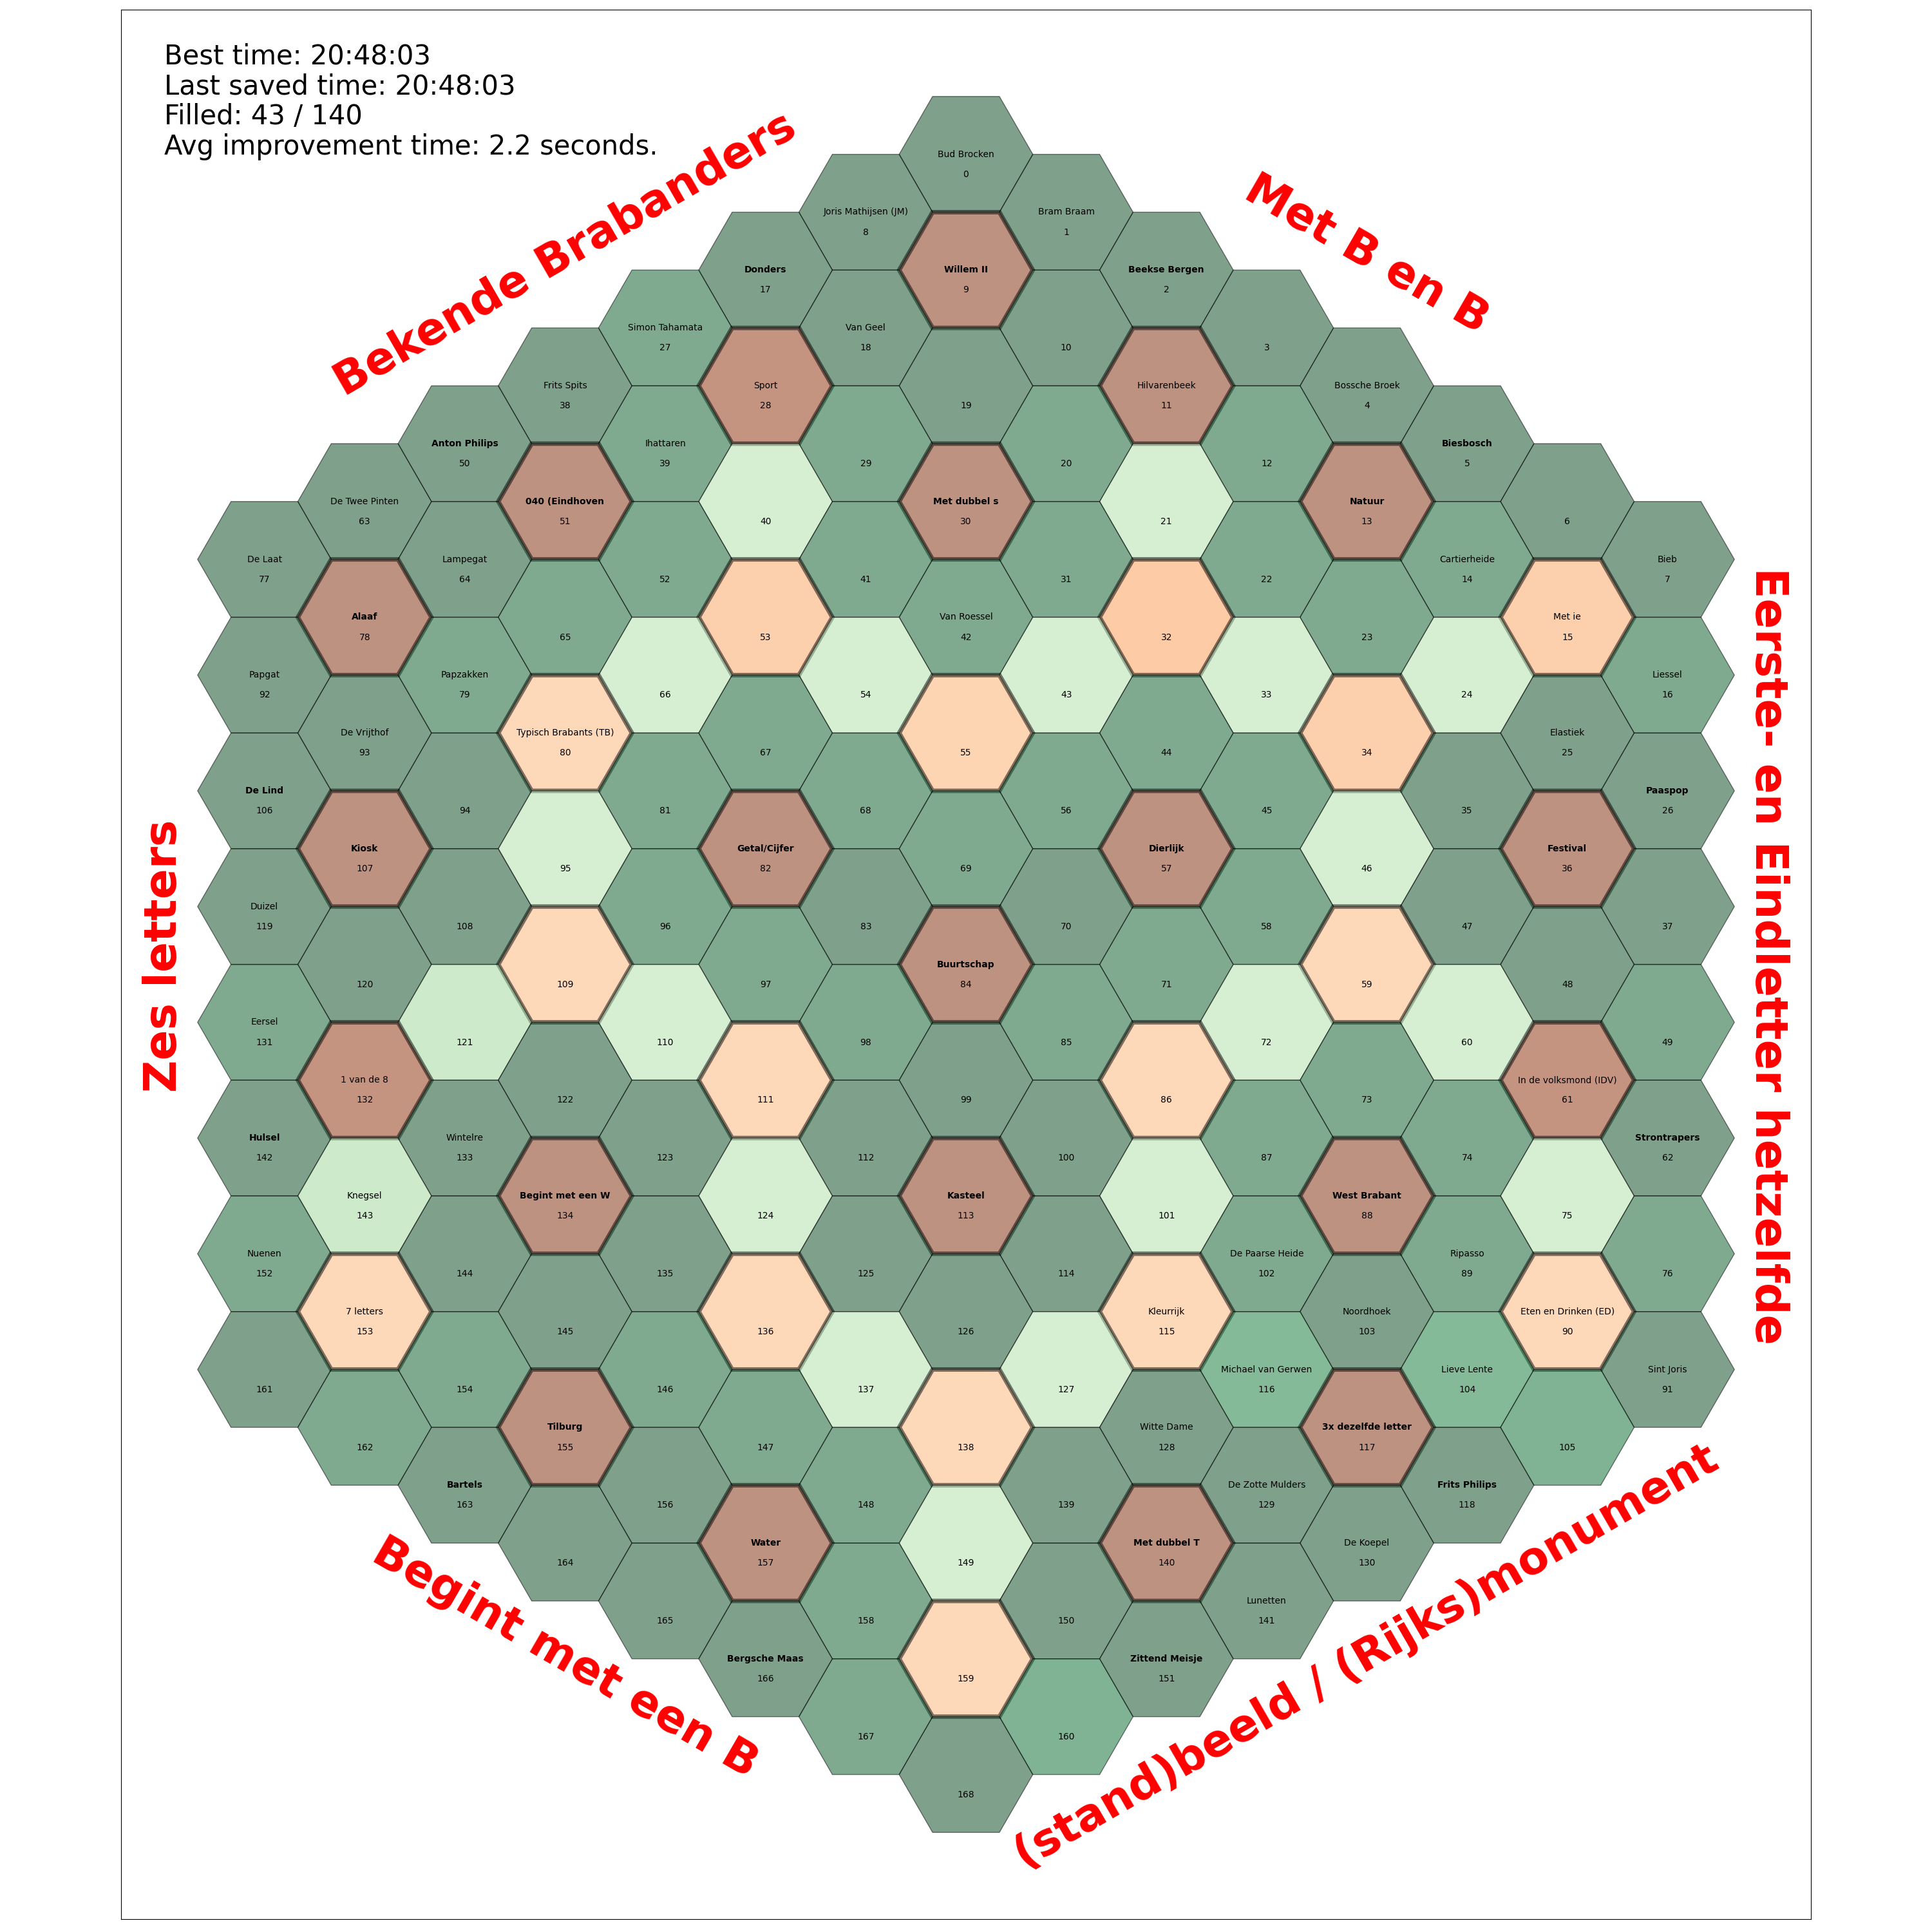 Best time: 20:48:03
Last saved time: 20:48:03
Filled: 43 / 140
Avg improvement time: 2.2 seconds.
Bekende Brabanders
Met B en B
Eerste- en Eindletter hetzelfde
(stand)beeld / (Rijks)monument
Begint met een B
Zes letters
Bud Brocken
0
Bram Braam
1
Beekse Bergen
2
3
Bossche Broek
4
Biesbosch
5
6
Bieb
7
Joris Mathijsen (JM)
8
Willem II
9
10
Hilvarenbeek
11
12
Natuur
13
Cartierheide
14
Met ie
15
Liessel
16
Donders
17
Van Geel
18
19
20
21
22
23
24
Elastiek
25
Paaspop
26
Simon Tahamata
27
Sport
28
29
Met dubbel s
30
31
32
33
34
35
Festival
36
37
Frits Spits
38
Ihattaren
39
40
41
Van Roessel
42
43
44
45
46
47
48
49
Anton Philips
50
040 (Eindhoven
51
52
53
54
55
56
Dierlijk
57
58
59
60
In de volksmond (IDV)
61
Strontrapers
62
De Twee Pinten
63
Lampegat
64
65
66
67
68
69
70
71
72
73
74
75
76
De Laat
77
Alaaf
78
Papzakken
79
Typisch Brabants (TB)
80
81
Getal/Cijfer
82
83
Buurtschap
84
85
86
87
West Brabant
88
Ripasso
89
Eten en Drinken (ED)
90
Sint Joris
91
Papgat
92
De Vrijthof
93
94
95
96
97
98
99
100
101
De Paarse Heide
102
Noordhoek
103
Lieve Lente
104
105
De Lind
106
Kiosk
107
108
109
110
111
112
Kasteel
113
114
Kleurrijk
115
Michael van Gerwen
116
3x dezelfde letter
117
Frits Philips
118
Duizel
119
120
121
122
123
124
125
126
127
Witte Dame
128
De Zotte Mulders
129
De Koepel
130
Eersel
131
1 van de 8
132
Wintelre
133
Begint met een W
134
135
136
137
138
139
Met dubbel T
140
Lunetten
141
Hulsel
142
Knegsel
143
144
145
146
147
148
149
150
Zittend Meisje
151
Nuenen
152
7 letters
153
154
Tilburg
155
156
Water
157
158
159
160
161
162
Bartels
163
164
165
Bergsche Maas
166
167
168